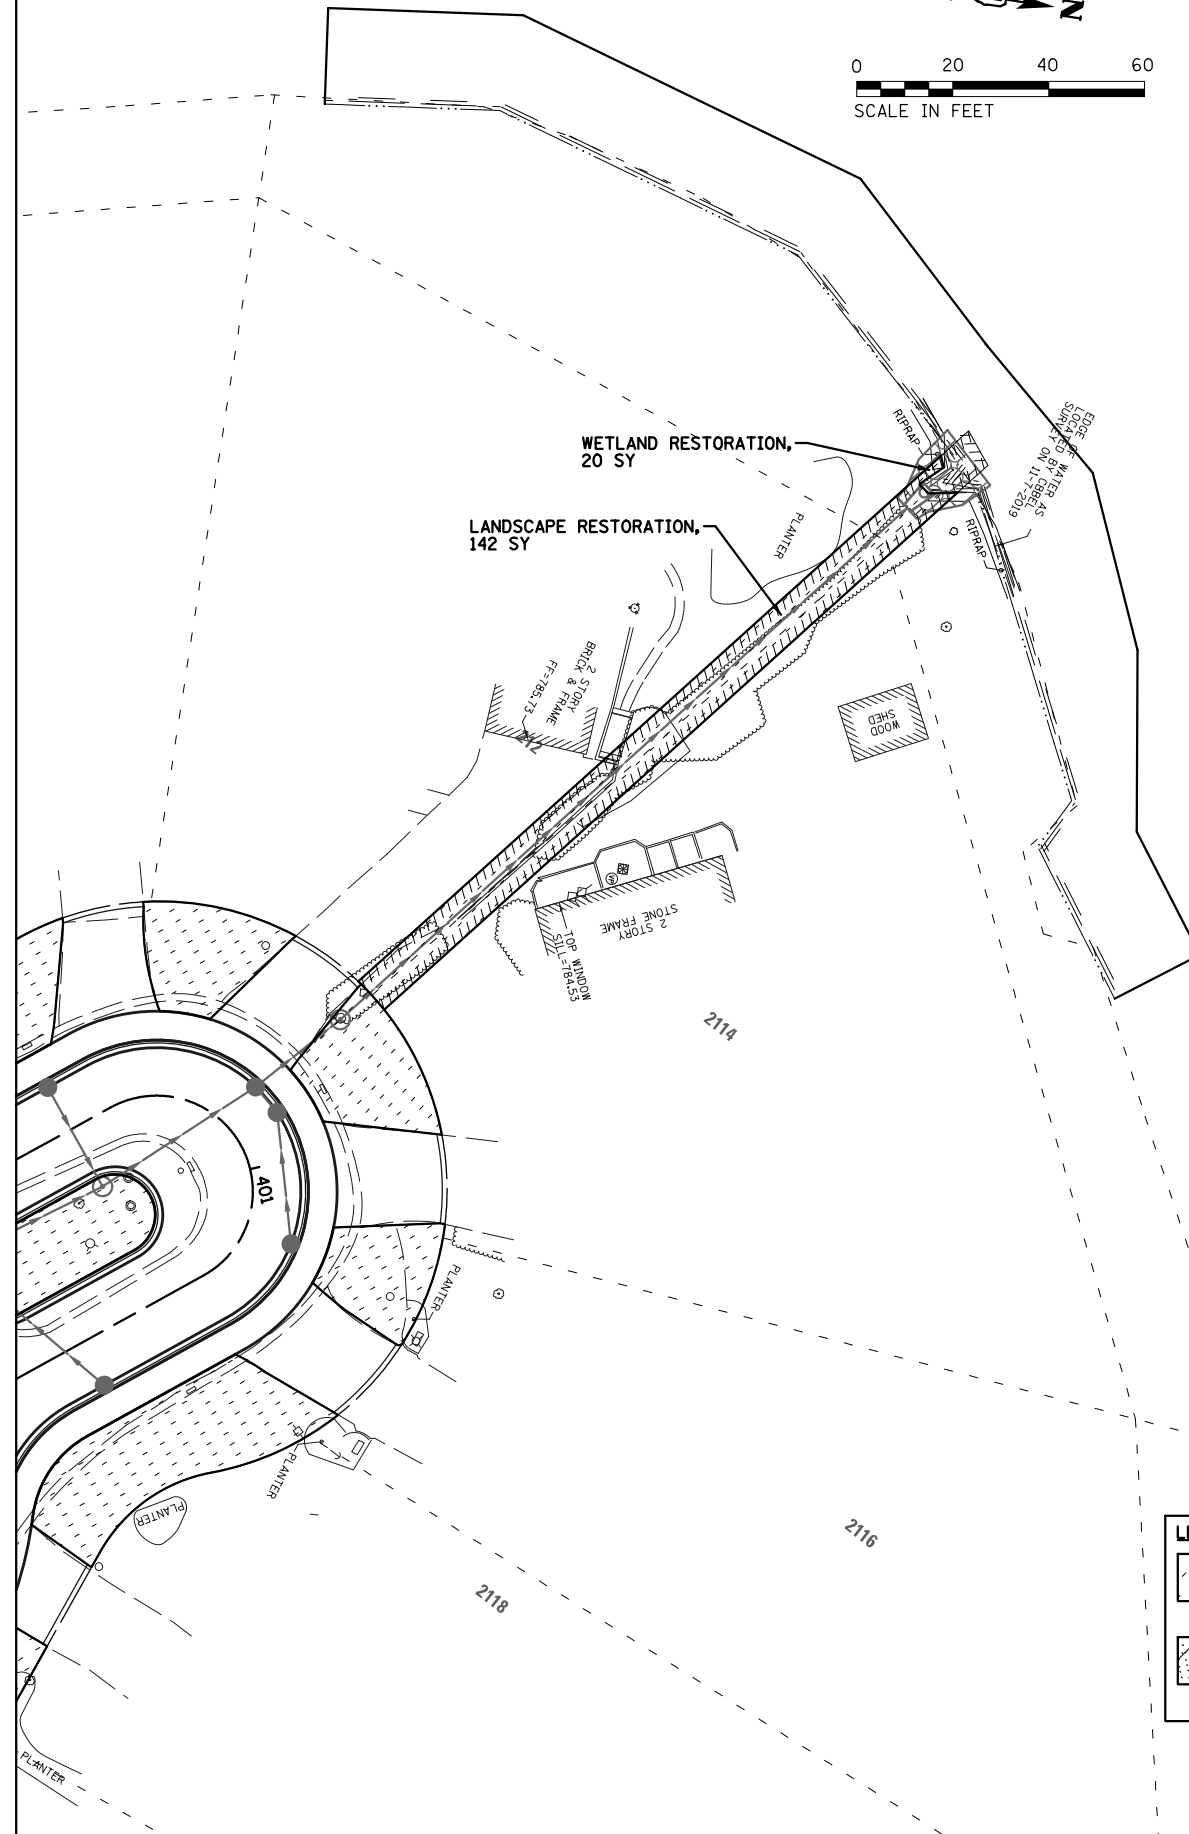 N
0 20 40 60
SCALE IN FEET
EDGE OF WATER AS
LOCATED BY CBBEL
SURVEY ON 11-7-2019
RIPRAP
WETLAND RESTORATION,
20 SY
LANDSCAPE RESTORATION,
142 SY
PLANTER
RIPRAP
2 STORY
BRICK & FRAME
FF=785.73
WOOD
SHED
2 STORY
STONE FRAME
TOP WINDOW
SILL=784.53
2114
401
PLANTER
PLANTER
PLANTER
2116
2118
PLANTER